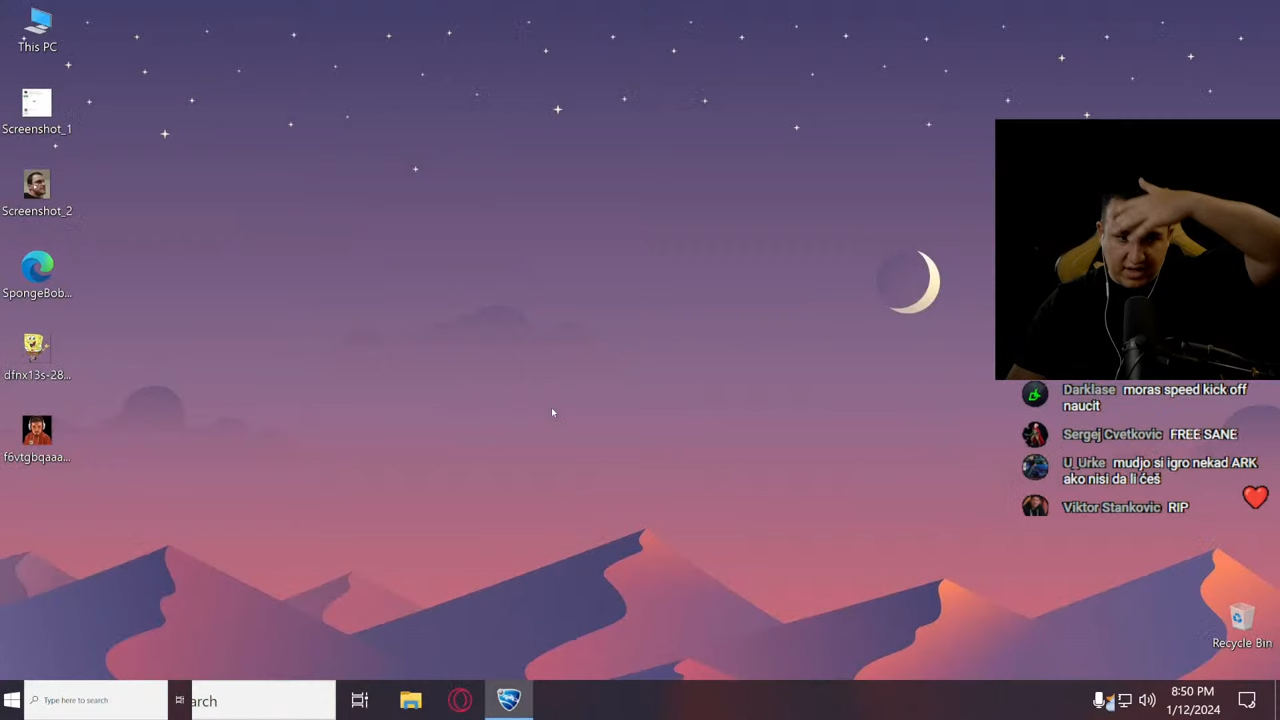 This PC
Screenshot_1
Screenshot_2
SpongeBob...
dfnx13s-28...
f6vtgbqaaa...
Darklase moras speed kick off
naucit
Sergej Cvetkovic FREE SANE
U_Urke mudjo si igro nekad ARK
ako nisi da li ćeš
Viktor Stankovic RIP
Recycle Bin
Type here to search
arch
8:50 PM
1/12/2024